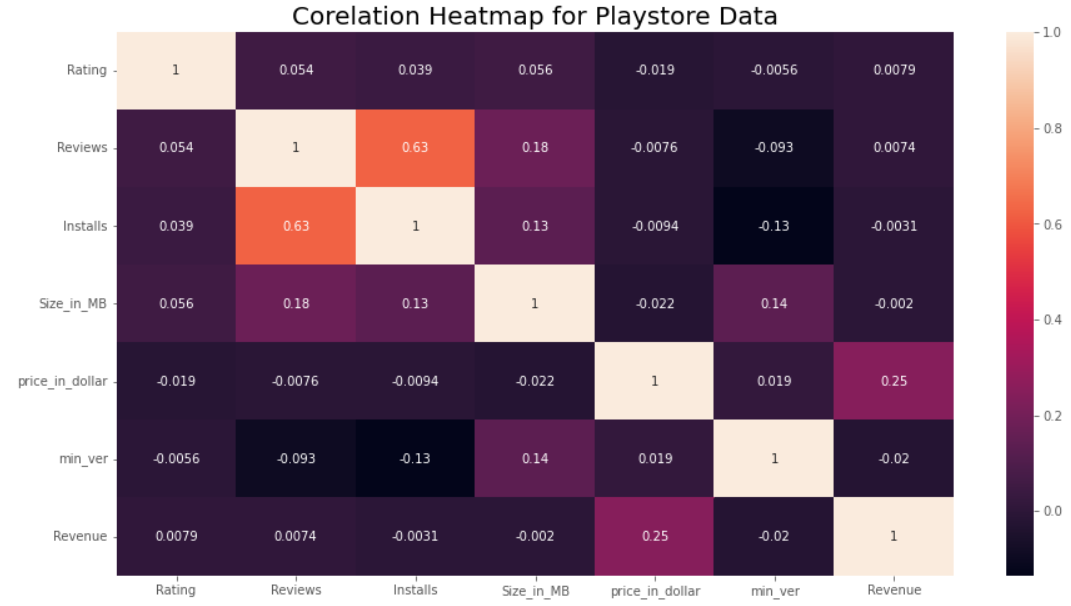 Corelation Heatmap for Playstore Data
Rating 1 0.054 0.039 0.056 -0.019 -0.0056 0.0079
Reviews 0.054 1 0.63 0.18 -0.0076 -0.093 0.0074
Installs 0.039 0.63 1 0.13 -0.0094 -0.13 -0.0031
Size_in_MB 0.056 0.18 0.13 1 -0.022 0.14 -0.002
price_in_dollar -0.019 -0.0076 -0.0094 -0.022 1 0.019 0.25
min_ver -0.0056 -0.093 -0.13 0.14 0.019 1 -0.02
Revenue 0.0079 0.0074 -0.0031 -0.002 0.25 -0.02 1
Rating Reviews Installs Size_in_MB price_in_dollar min_ver Revenue
1.0
0.8
0.6
0.4
0.2
0.0